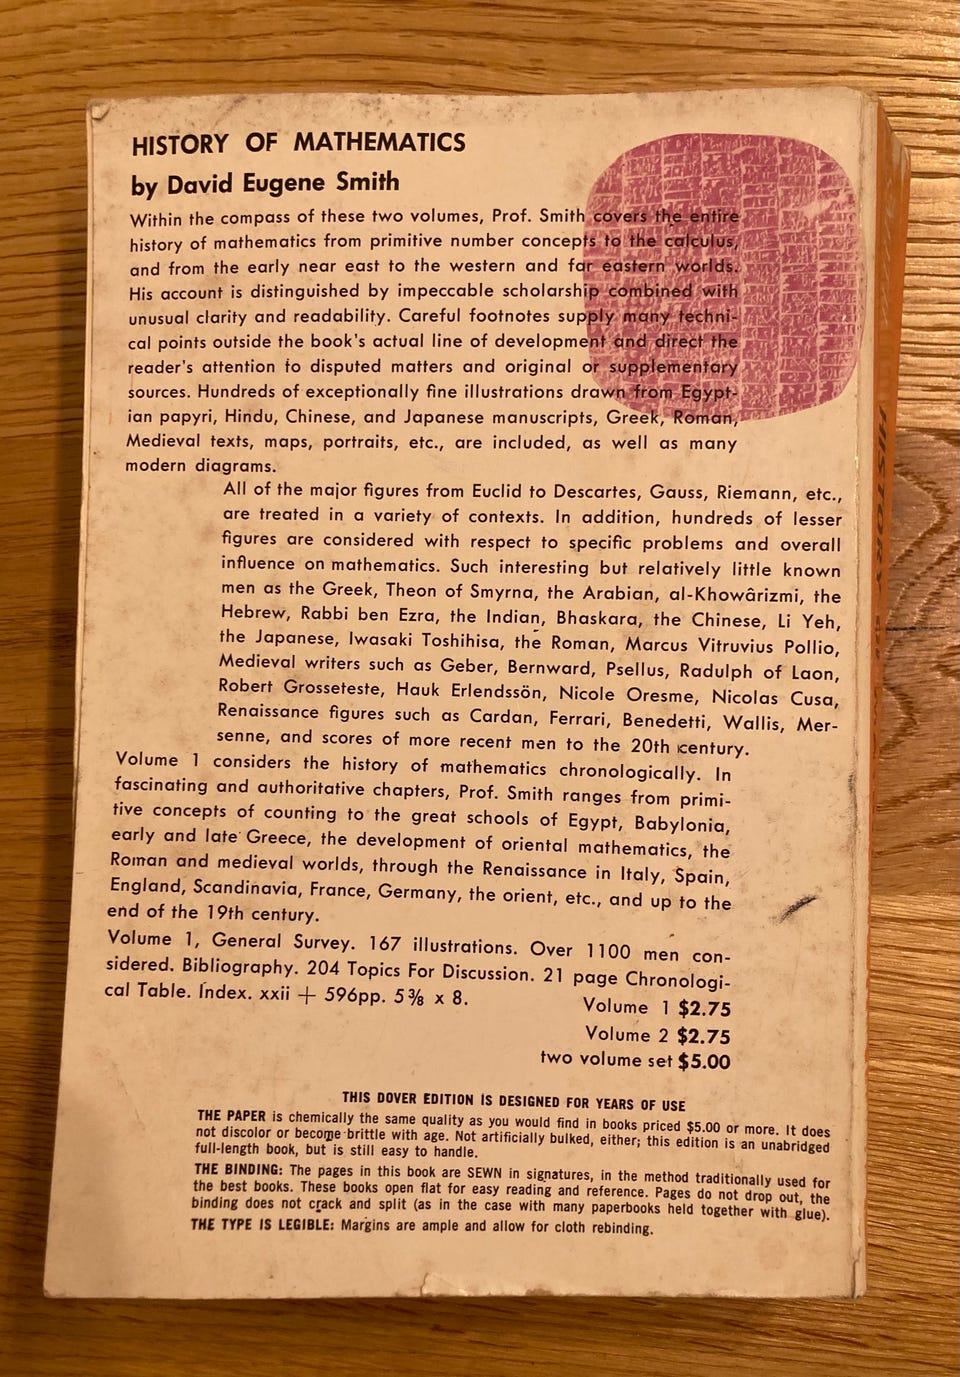 HISTORY OF MATHEMATICS
by David Eugene Smith
Within the compass of these two volumes, Prof. Smith covers the entire
history of mathematics from primitive number concepts to the calculus,
and from the early near east to the western and far eastern worlds.
His account is distinguished by impeccable scholarship combined with
unusual clarity and readability. Careful footnotes supply many techni-
cal points outside the book's actual line of development and direct the
reader's attention to disputed matters and original or supplementary
sources. Hundreds of exceptionally fine illustrations drawn from Egypt-
ian papyri, Hindu, Chinese, and Japanese manuscripts, Greek, Roman,
Medieval texts, maps, portraits, etc., are included, as well as many
modern diagrams.
All of the major figures from Euclid to Descartes, Gauss, Riemann, etc.,
are treated in a variety of contexts. In addition, hundreds of lesser
figures are considered with respect to specific problems and overall
influence on mathematics. Such interesting but relatively little known
men as the Greek, Theon of Smyrna, the Arabian, al-Khowârizmi, the
Hebrew, Rabbi ben Ezra, the Indian, Bhaskara, the Chinese, Li Yeh,
the Japanese, Iwasaki Toshihisa, the Roman, Marcus Vitruvius Pollio,
Medieval writers such as Geber, Bernward, Psellus, Radulph of Laon,
Robert Grosseteste, Hauk Erlendssön, Nicole Oresme, Nicolas Cusa,
Renaissance figures such as Cardan, Ferrari, Benedetti, Wallis, Mer-
senne, and scores of more recent men to the 20th century.
Volume 1 considers the history of mathematics chronologically. In
fascinating and authoritative chapters, Prof. Smith ranges from primi-
tive concepts of counting to the great schools of Egypt, Babylonia,
early and late Greece, the development of oriental mathematics, the
Roman and medieval worlds, through the Renaissance in Italy, Spain,
England, Scandinavia, France, Germany, the orient, etc., and up to the
end of the 19th century.
Volume 1, General Survey. 167 illustrations. Over 1100 men con-
sidered. Bibliography. 204 Topics For Discussion. 21 page Chronologi-
cal Table. Index. xxii + 596pp. 5⅜ x 8.
Volume 1 $2.75
Volume 2 $2.75
two volume set $5.00
THIS DOVER EDITION IS DESIGNED FOR YEARS OF USE
THE PAPER is chemically the same quality as you would find in books priced $5.00 or more. It does
not discolor or become brittle with age. Not artificially bulked, either; this edition is an unabridged
full-length book, but is still easy to handle.
THE BINDING: The pages in this book are SEWN in signatures, in the method traditionally used for
the best books. These books open flat for easy reading and reference. Pages do not drop out, the
binding does not crack and split (as in the case with many paperbooks held together with glue).
THE TYPE IS LEGIBLE: Margins are ample and allow for cloth rebinding.
HISTORY